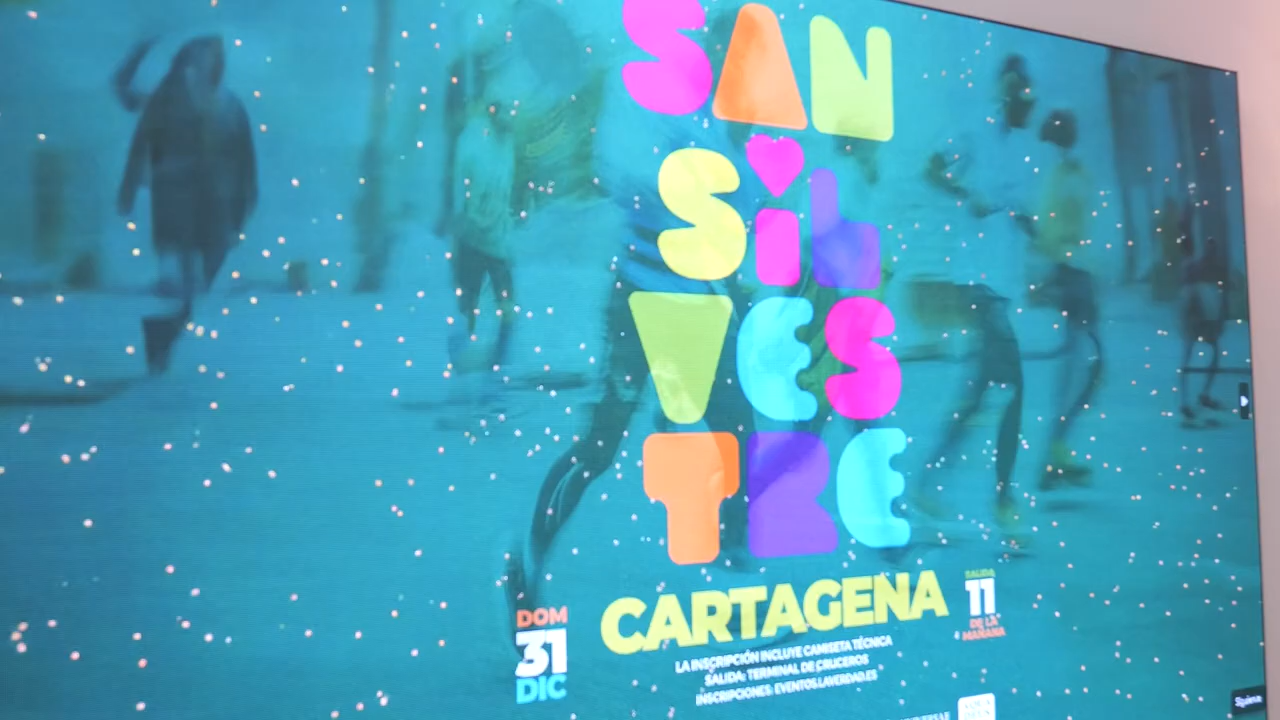 SAN
SIL
VES
TRE
CARTAGENA
DOM
31
DIC
SALIDA
11
DE LA
MAÑANA
LA INSCRIPCIÓN INCLUYE CAMISETA TÉCNICA
SALIDA: TERMINAL DE CRUCEROS
INSCRIPCIONES: EVENTOS.LAVERDAD.ES